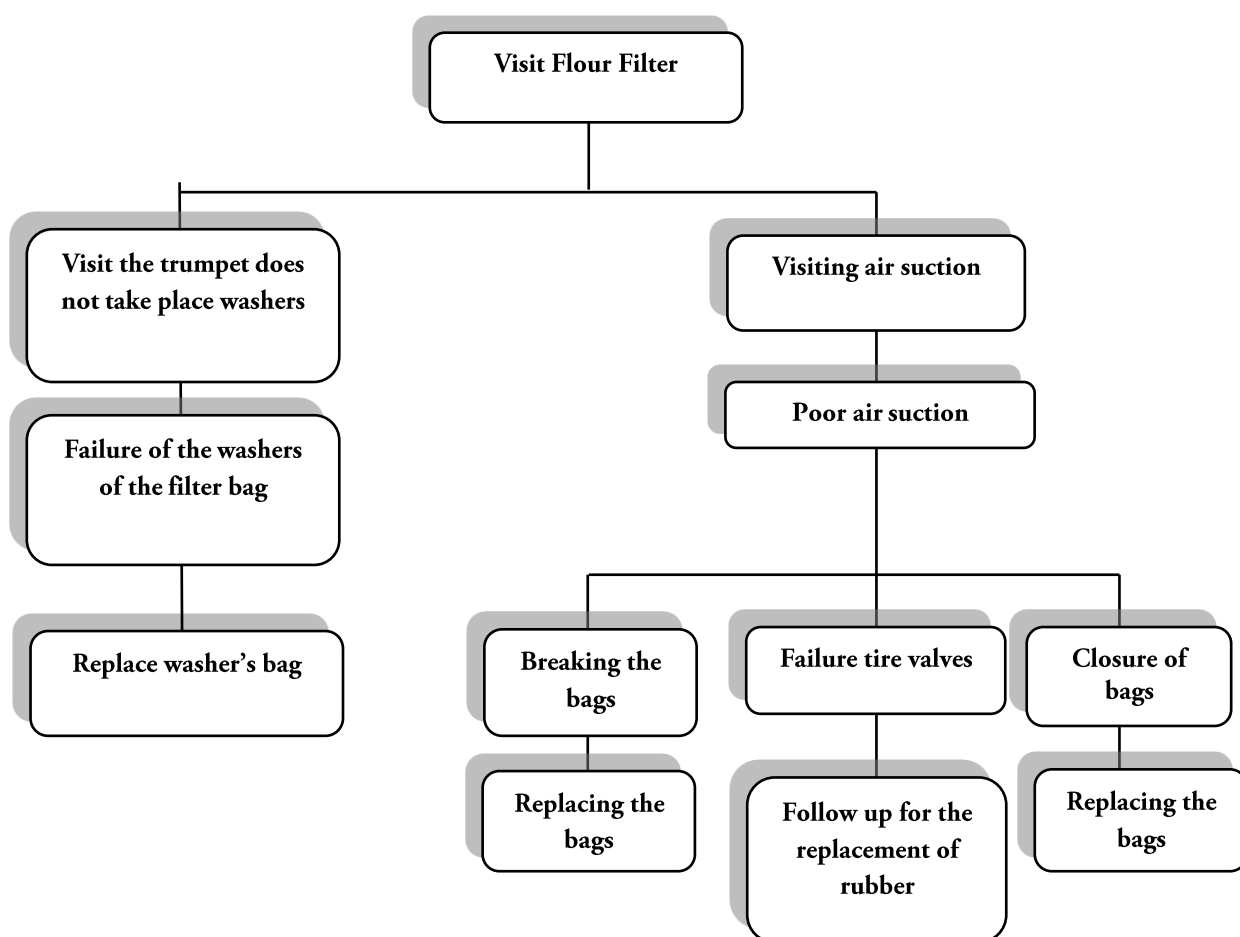 Visit Flour Filter
Visit the trumpet does
not take place washers
Visiting air suction
Poor air suction
Failure of the washers
of the filter bag
Replace washer’s bag
Breaking the
bags
Failure tire valves
Closure of
bags
Replacing the
bags
Follow up for the
replacement of
rubber
Replacing the
bags